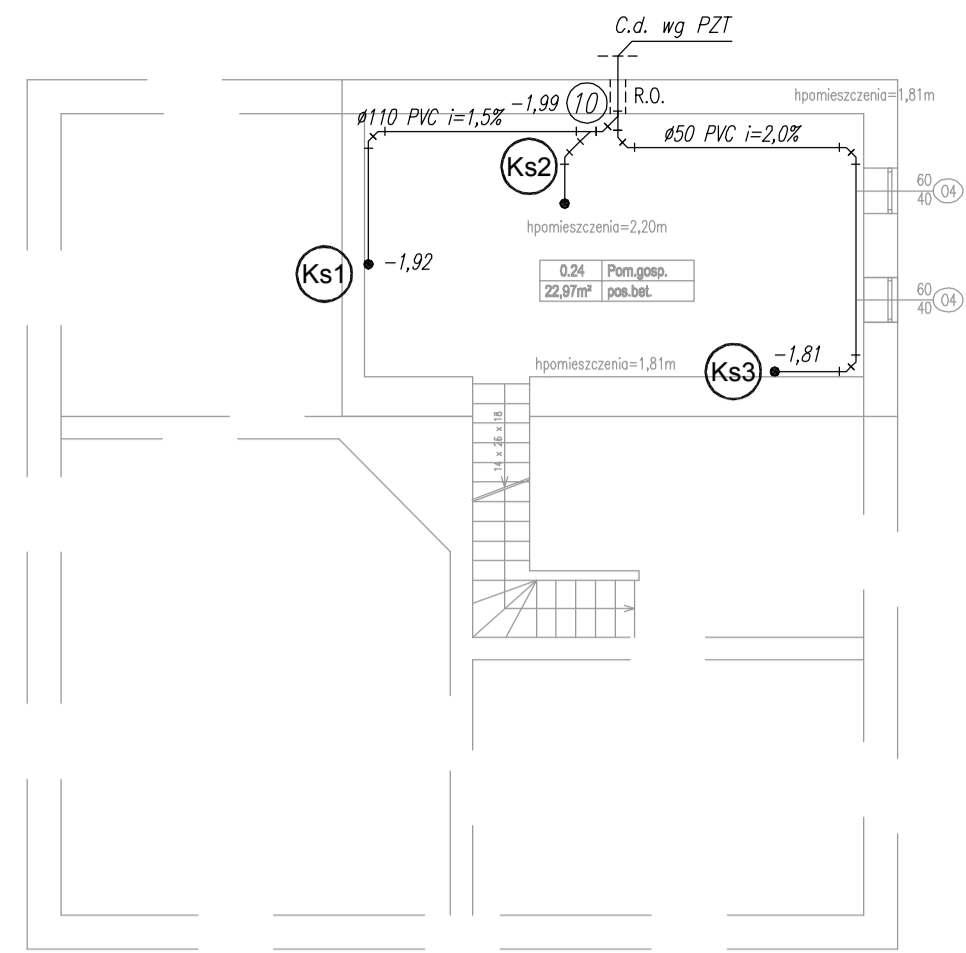 C.d. wg PZT
hpomieszczenia=1,81m
-1,99
10
R.O.
ø110 PVC i=1,5%
ø50 PVC i=2,0%
Ks2
60
40
04
hpomieszczenia=2,20m
Ks1
-1,92
0.24 Pom.gosp.
22,97m² pos.bet.
60
40
04
-1,81
hpomieszczenia=1,81m
Ks3
14 x 26 x 18